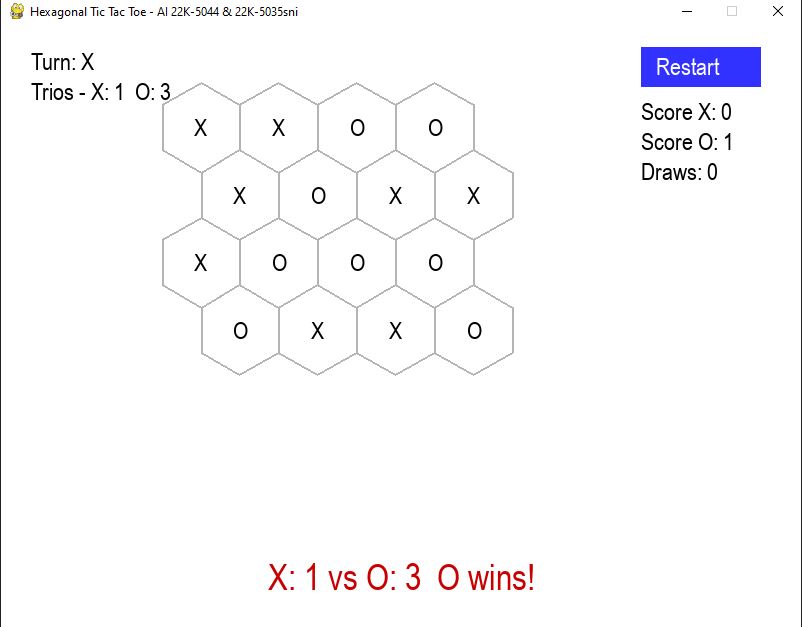 Hexagonal Tic Tac Toe - AI 22K-5044 & 22K-5035sni
Turn: X
Trios - X: 1 O: 3
Restart
Score X: 0
Score O: 1
Draws: 0
X X O O
X O X X
X O O O
O X X O
X: 1 vs O: 3 O wins!